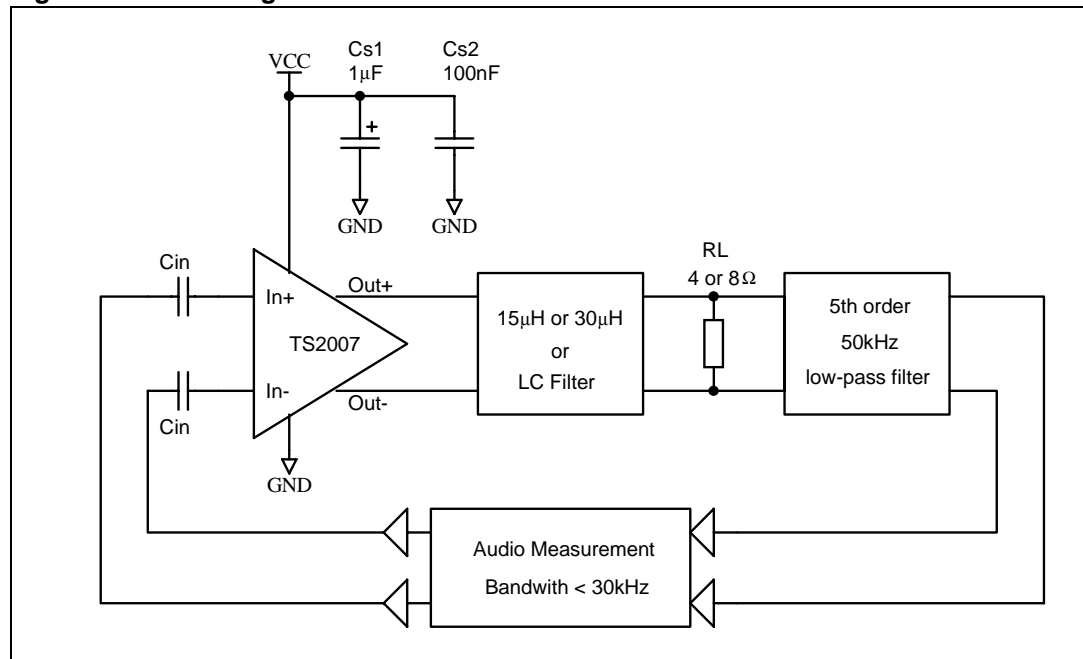 VCC
Cs1
1μF
Cs2
100nF
+
GND
GND
Cin
In+
Out+
TS2007
In-
Out-
Cin
GND
15μH or 30μH
or
LC Filter
RL
4 or 8Ω
5th order
50kHz
low-pass filter
Audio Measurement
Bandwith < 30kHz